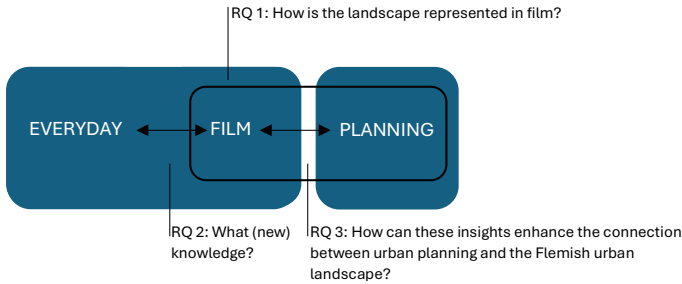 RQ 1: How is the landscape represented in film?
EVERYDAY
FILM
PLANNING
RQ 2: What (new)
knowledge?
RQ 3: How can these insights enhance the connection
between urban planning and the Flemish urban
landscape?